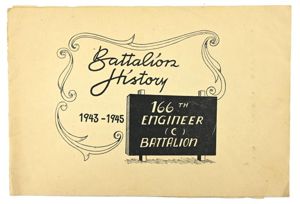 Battalion
History
1943-1945
166TH
ENGINEER
(C)
BATTALION